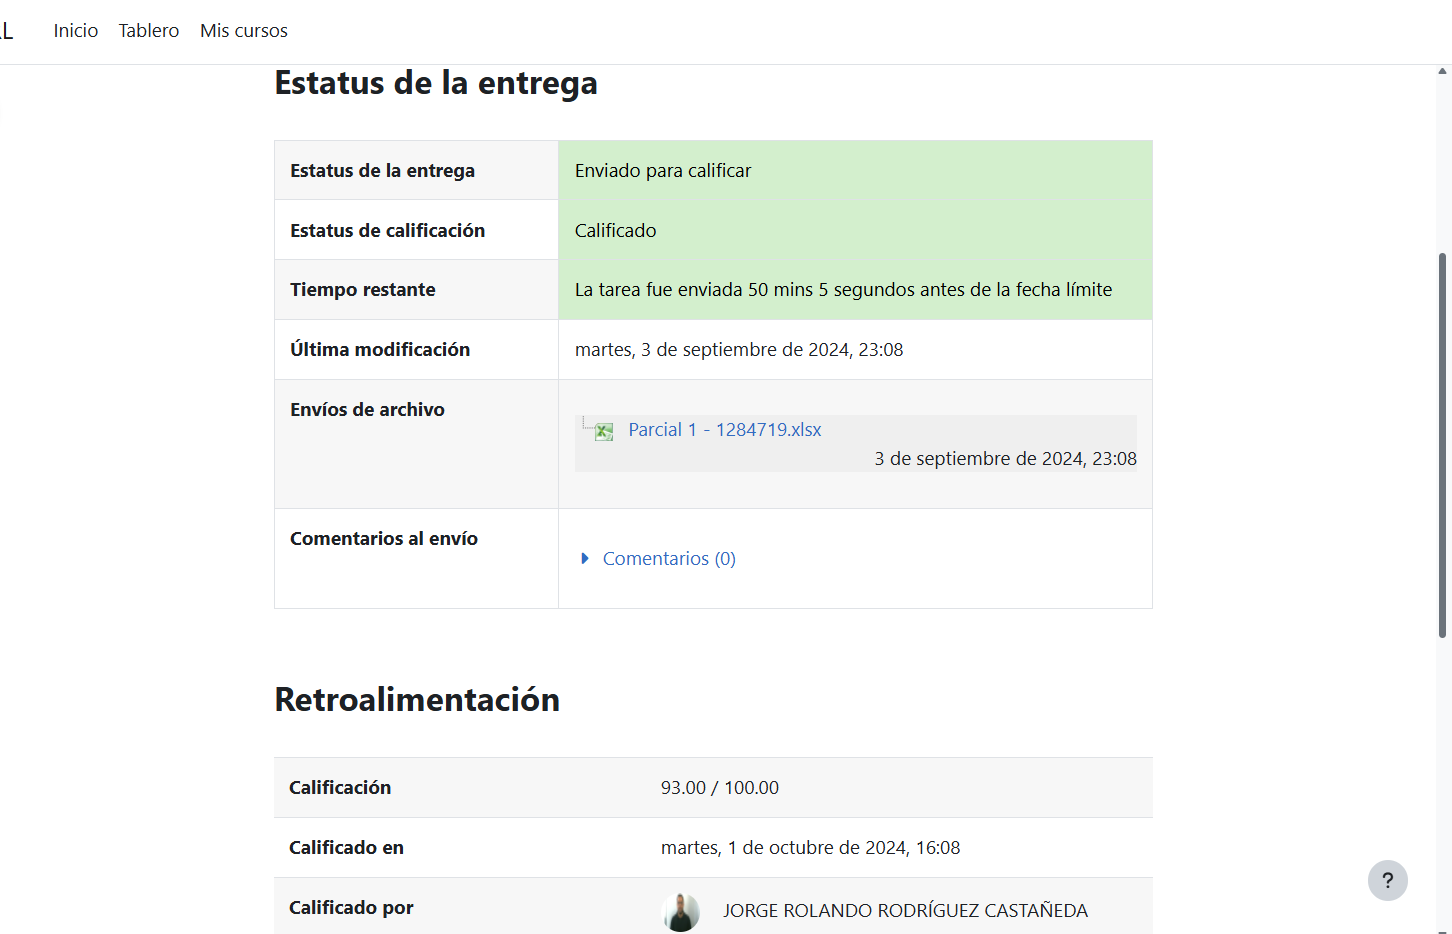 Inicio Tablero Mis cursos
Estatus de la entrega
Estatus de la entrega Enviado para calificar
Estatus de calificación Calificado
Tiempo restante La tarea fue enviada 50 mins 5 segundos antes de la fecha límite
Última modificación martes, 3 de septiembre de 2024, 23:08
Envíos de archivo
Parcial 1 - 1284719.xlsx
3 de septiembre de 2024, 23:08
Comentarios al envío
Comentarios (0)
Retroalimentación
Calificación 93.00 / 100.00
Calificado en martes, 1 de octubre de 2024, 16:08
Calificado por JORGE ROLANDO RODRÍGUEZ CASTAÑEDA
?